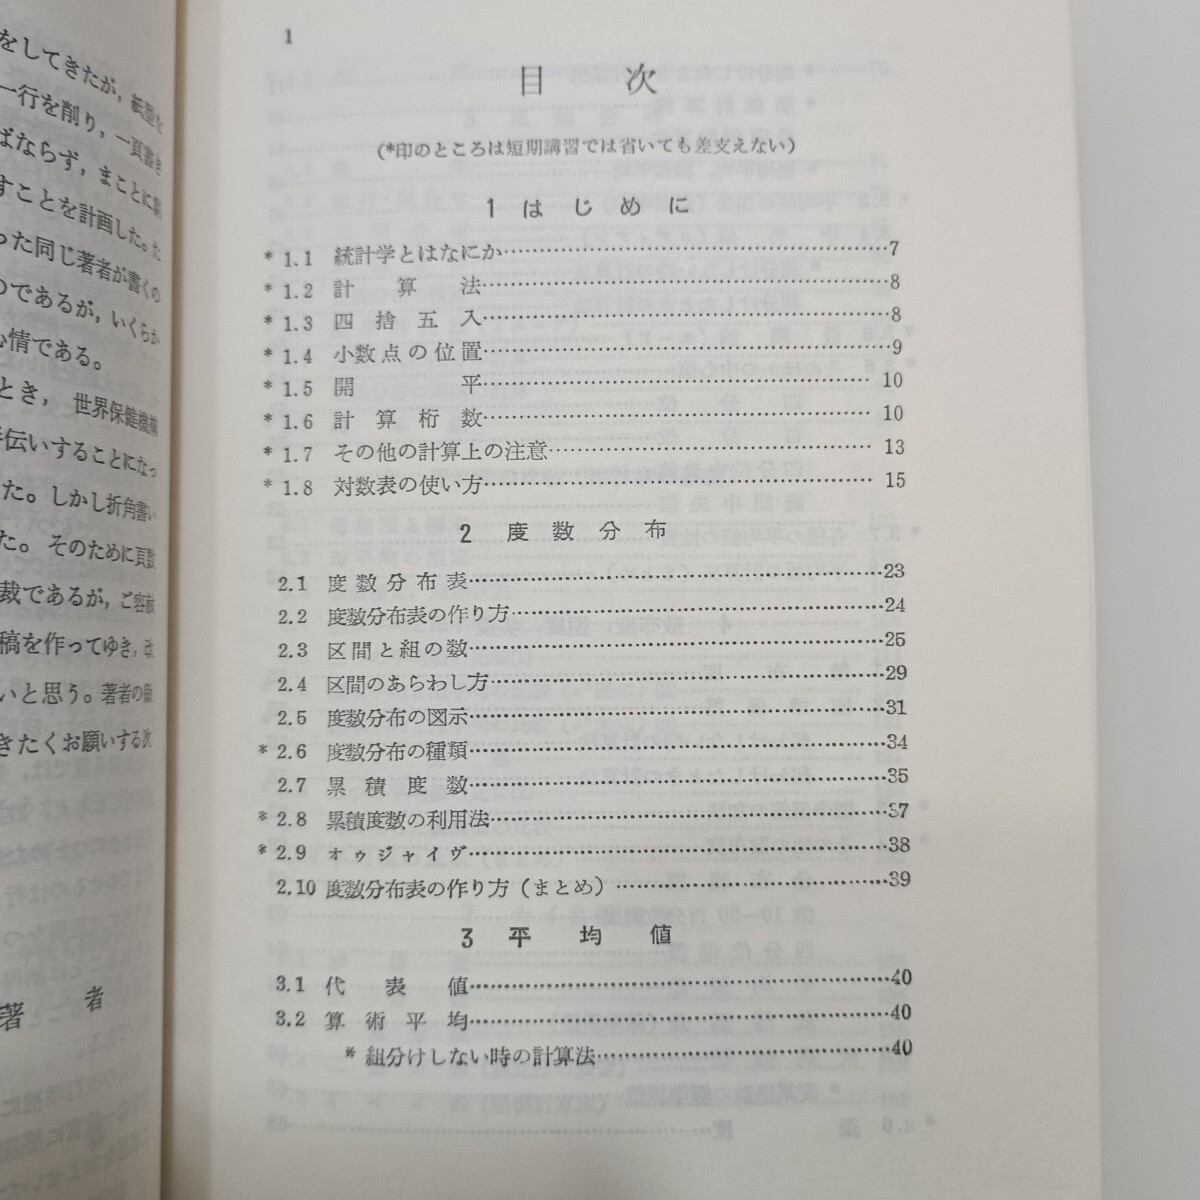 をしてきたが，紙型を
一行を削り，一頁書き
ばならず，まことに
すことを計画した。た
った同じ著者が書くの
のであるが，いくらか
心情である。
とき， 世界保健機構
手伝いすることになっ
た。しかし折角書い
た。 そのために頁数
裁であるが，ご容赦
稿を作ってゆき，改
いと思う。著者の
きたくお願いする次
著 者
1
目 次
(*印のところは短期講習では省いても差支えない)
1 は じ め に
* 1.1 統計学とはなにか……7
* 1.2 計 算 法……8
* 1.3 四 捨 五 入……8
* 1.4 小数点の位置……9
* 1.5 開 平……10
* 1.6 計 算 桁 数……10
* 1.7 その他の計算上の注意……13
* 1.8 対数表の使い方……15
2 度 数 分 布
2.1 度 数 分 布 表……23
2.2 度数分布表の作り方……24
2.3 区間と組の数……25
2.4 区間のあらわし方……29
2.5 度数分布の図示……31
* 2.6 度数分布の種類……34
2.7 累 積 度 数……35
* 2.8 累積度数の利用法……37
* 2.9 オゥジャイヴ……38
2.10 度数分布表の作り方 (まとめ)……39
3 平 均 値
3.1 代 表 値……40
3.2 算 術 平 均……40
* 組分けしない時の計算法……40